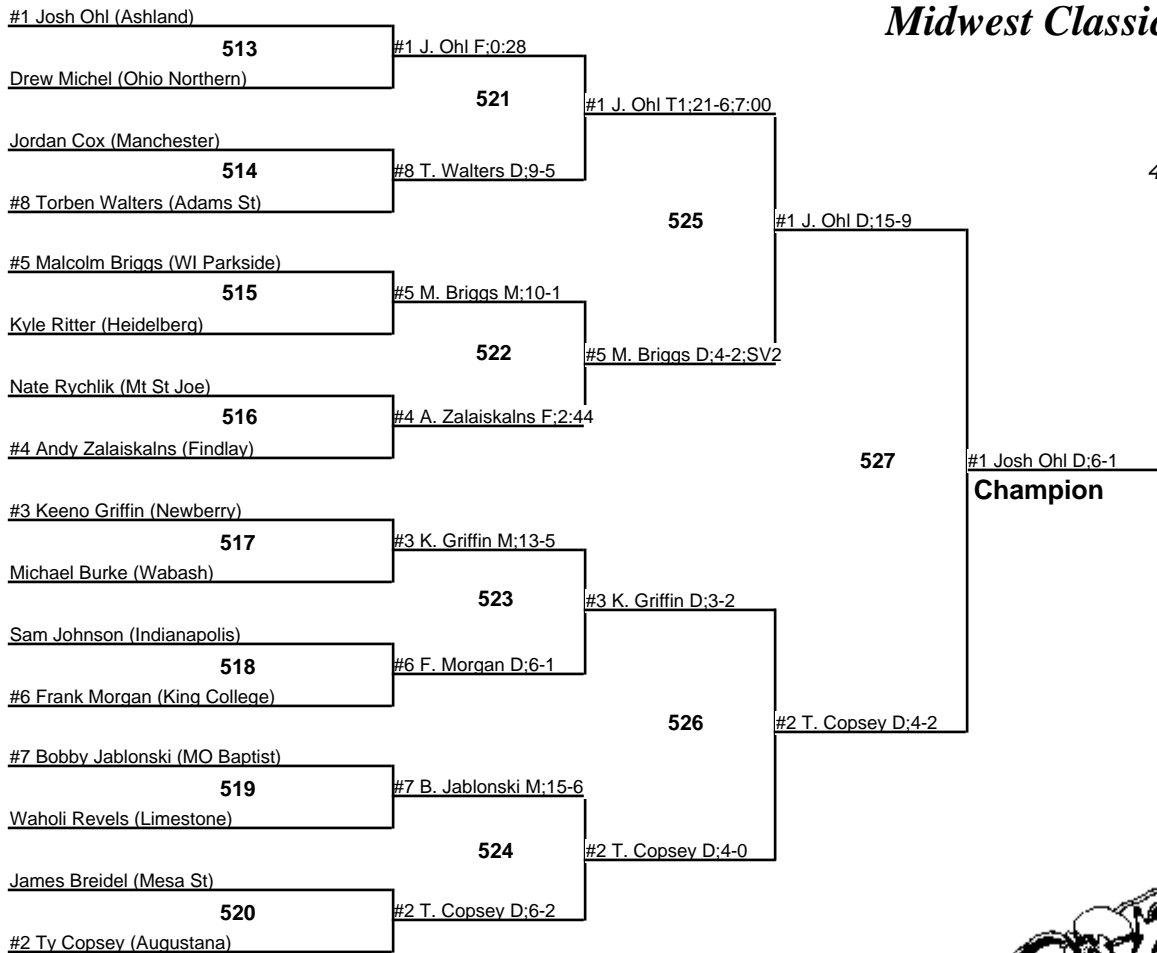 #1 Josh Ohl (Ashland)
Midwest Classic
513
#1 J. Ohl F;0:28
Drew Michel (Ohio Northern)
521
#1 J. Ohl T1;21-6;7:00
Jordan Cox (Manchester)
514
#8 T. Walters D;9-5
4
#8 Torben Walters (Adams St)
525
#1 J. Ohl D;15-9
#5 Malcolm Briggs (WI Parkside)
515
#5 M. Briggs M;10-1
Kyle Ritter (Heidelberg)
522
#5 M. Briggs D;4-2;SV2
Nate Rychlik (Mt St Joe)
516
#4 A. Zalaiskalns F;2:44
#4 Andy Zalaiskalns (Findlay)
527
#1 Josh Ohl D;6-1
Champion
#3 Keeno Griffin (Newberry)
517
#3 K. Griffin M;13-5
Michael Burke (Wabash)
523
#3 K. Griffin D;3-2
Sam Johnson (Indianapolis)
518
#6 F. Morgan D;6-1
#6 Frank Morgan (King College)
526
#2 T. Copsey D;4-2
#7 Bobby Jablonski (MO Baptist)
519
#7 B. Jablonski M;15-6
Waholi Revels (Limestone)
524
#2 T. Copsey D;4-0
James Breidel (Mesa St)
520
#2 T. Copsey D;6-2
#2 Ty Copsey (Augustana)